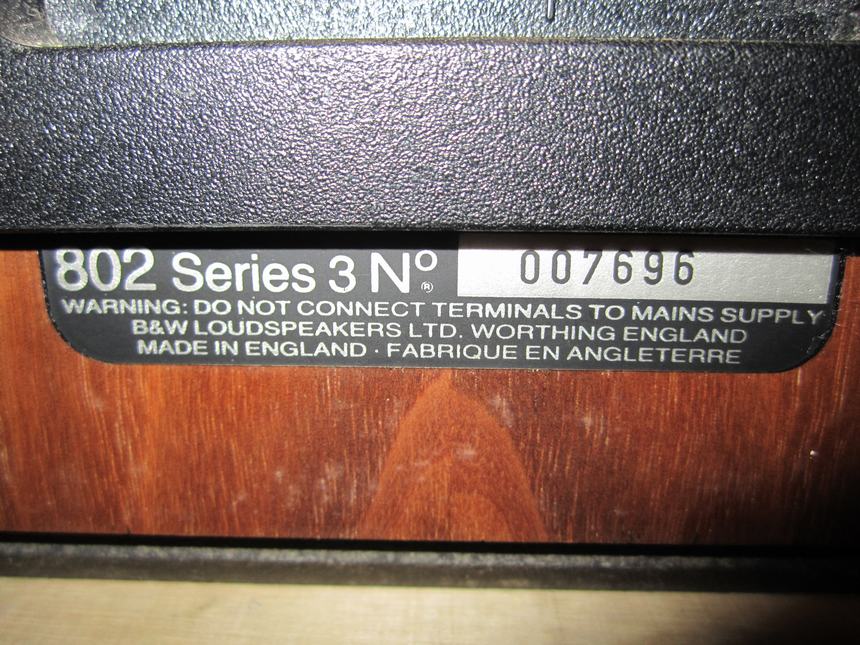 802 Series 3 Nº ® 007696
WARNING: DO NOT CONNECT TERMINALS TO MAINS SUPPLY
B&W LOUDSPEAKERS LTD. WORTHING ENGLAND
MADE IN ENGLAND · FABRIQUE EN ANGLETERRE